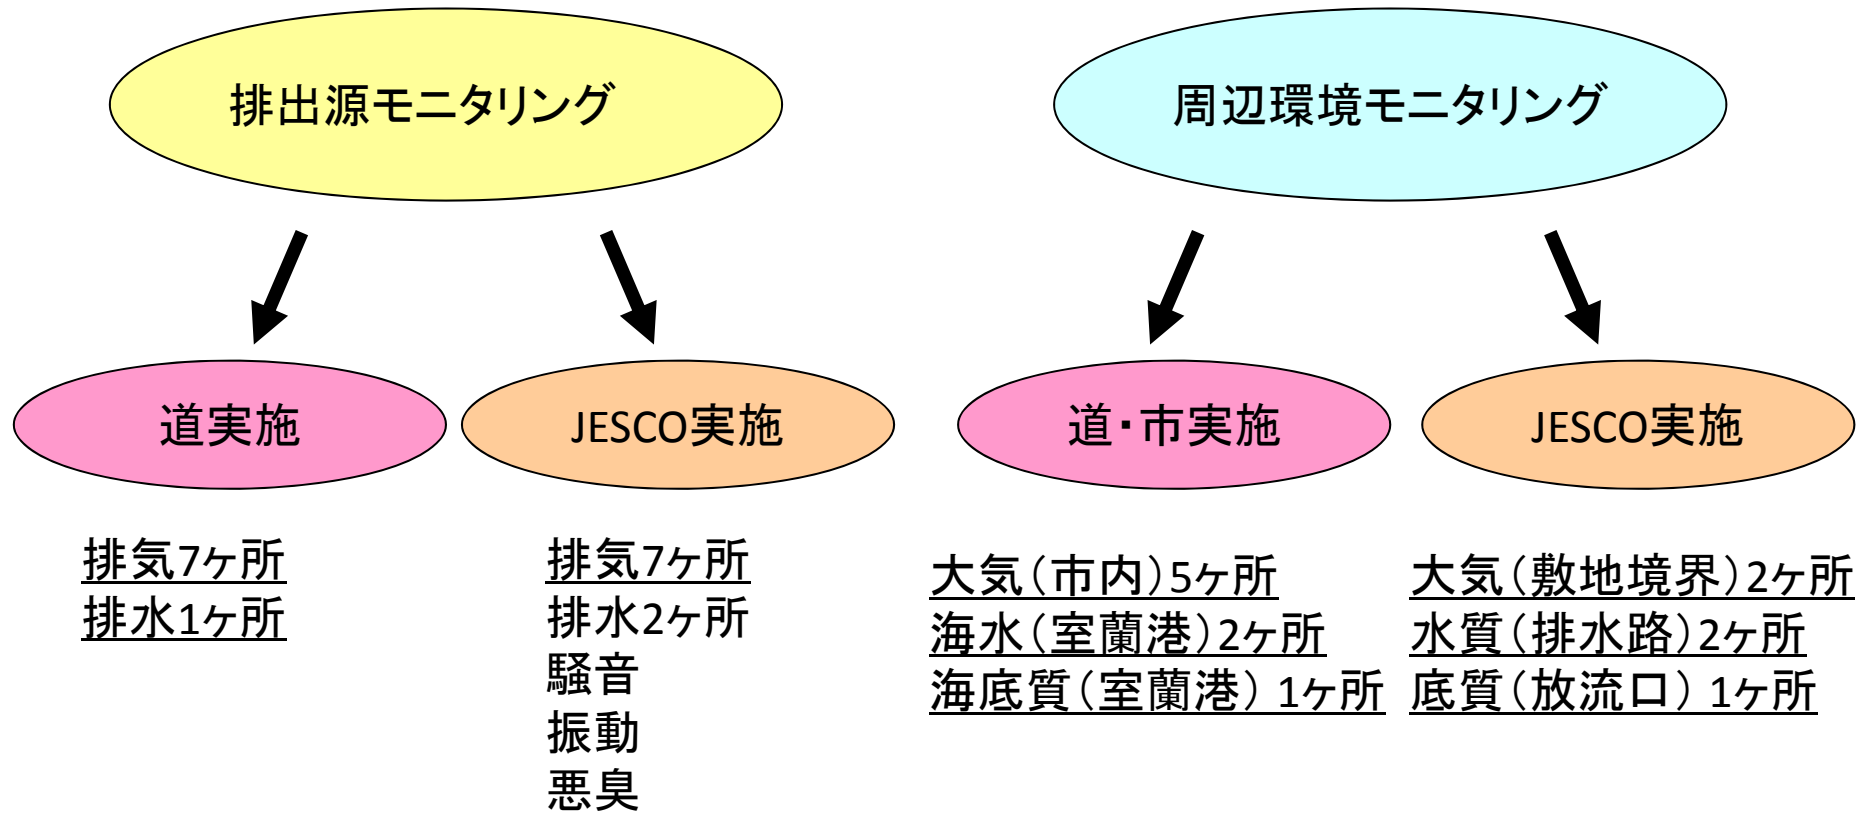 排出源モニタリング
周辺環境モニタリング
道実施
JESCO実施
道・市実施
JESCO実施
排気7ヶ所
排水1ヶ所
排気7ヶ所
排水2ヶ所
騒音
振動
悪臭
大気(市内)5ヶ所
海水(室蘭港)2ヶ所
海底質(室蘭港) 1ヶ所
大気(敷地境界)2ヶ所
水質(排水路)2ヶ所
底質(放流口) 1ヶ所